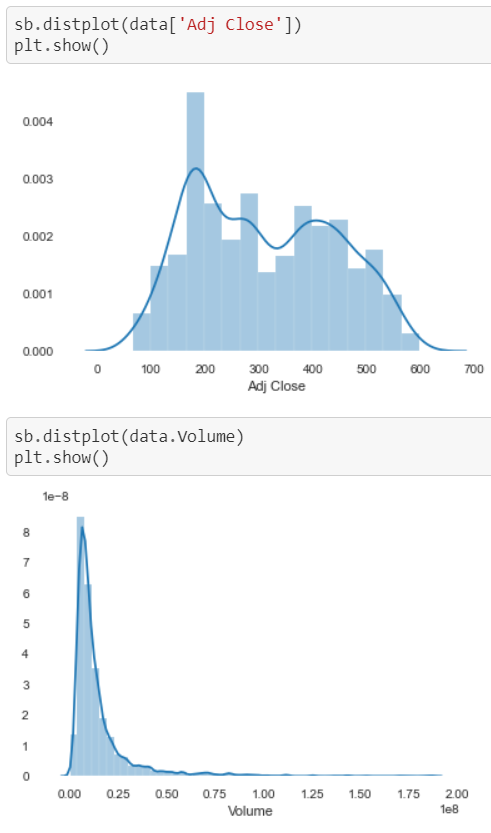 sb.distplot(data['Adj Close'])
plt.show()
0.004
0.003
0.002
0.001
0.000
0 100 200 300 400 500 600 700
Adj Close
sb.distplot(data.Volume)
plt.show()
1e−8
8
7
6
5
4
3
2
1
0
0.00 0.25 0.50 0.75 1.00 1.25 1.50 1.75 2.00
Volume 1e8